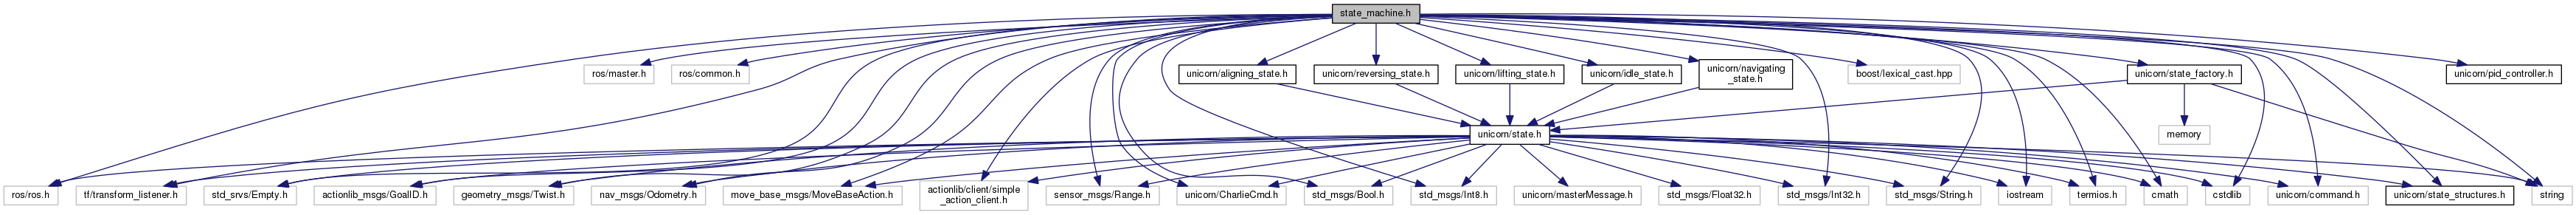 state_machine.h
ros/master.h
ros/common.h
unicorn/aligning_state.h
unicorn/reversing_state.h
unicorn/lifting_state.h
unicorn/idle_state.h
unicorn/navigating
_state.h
boost/lexical_cast.hpp
unicorn/state_factory.h
unicorn/pid_controller.h
unicorn/state.h
memory
ros/ros.h
tf/transform_listener.h
std_srvs/Empty.h
actionlib_msgs/GoalID.h
geometry_msgs/Twist.h
nav_msgs/Odometry.h
move_base_msgs/MoveBaseAction.h
actionlib/client/simple
_action_client.h
sensor_msgs/Range.h
unicorn/CharlieCmd.h
std_msgs/Bool.h
std_msgs/Int8.h
unicorn/masterMessage.h
std_msgs/Float32.h
std_msgs/Int32.h
std_msgs/String.h
iostream
termios.h
cmath
cstdlib
unicorn/command.h
unicorn/state_structures.h
string